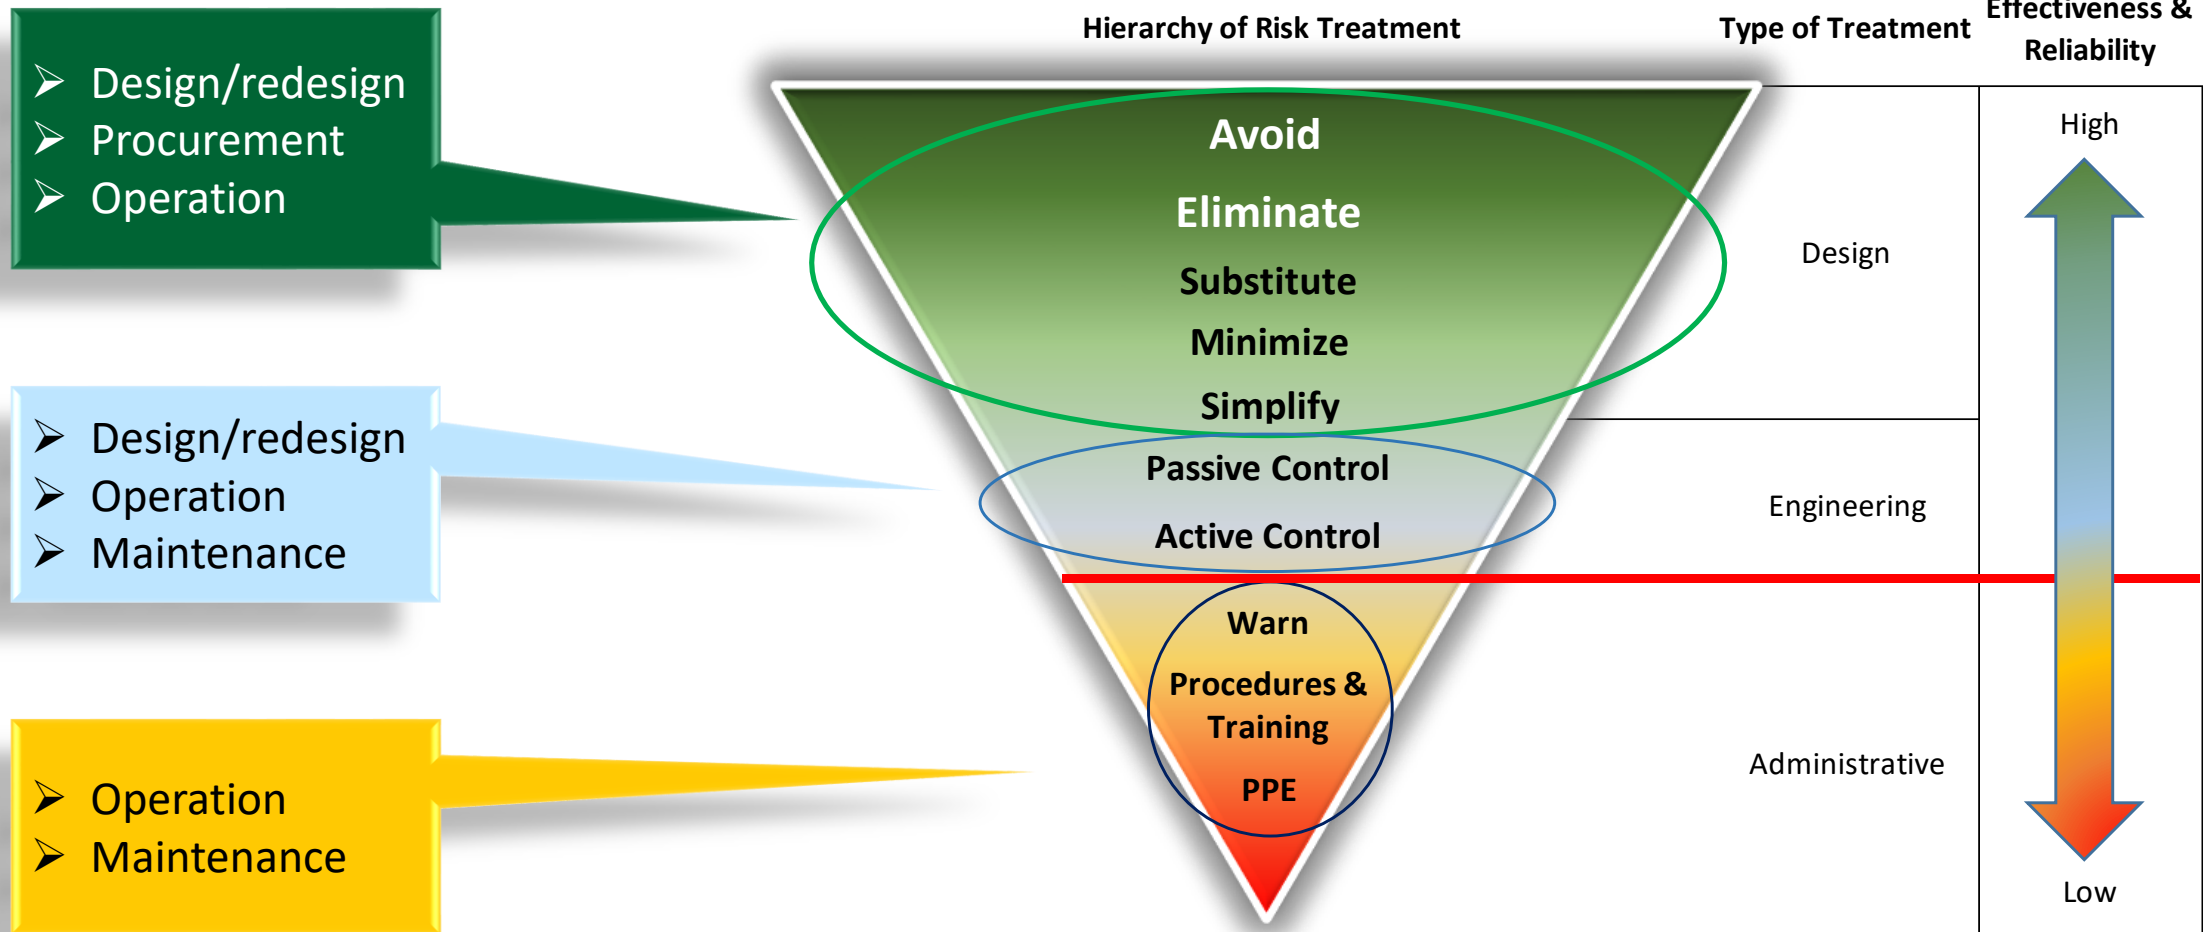 Hierarchy of Risk Treatment
Type of Treatment
Effectiveness &
Reliability
Design/redesign
Procurement
Operation
Design/redesign
Operation
Maintenance
Operation
Maintenance
Avoid
Eliminate
Substitute
Minimize
Simplify
Passive Control
Active Control
Warn
Procedures &
Training
PPE
Design
Engineering
Administrative
High
Low